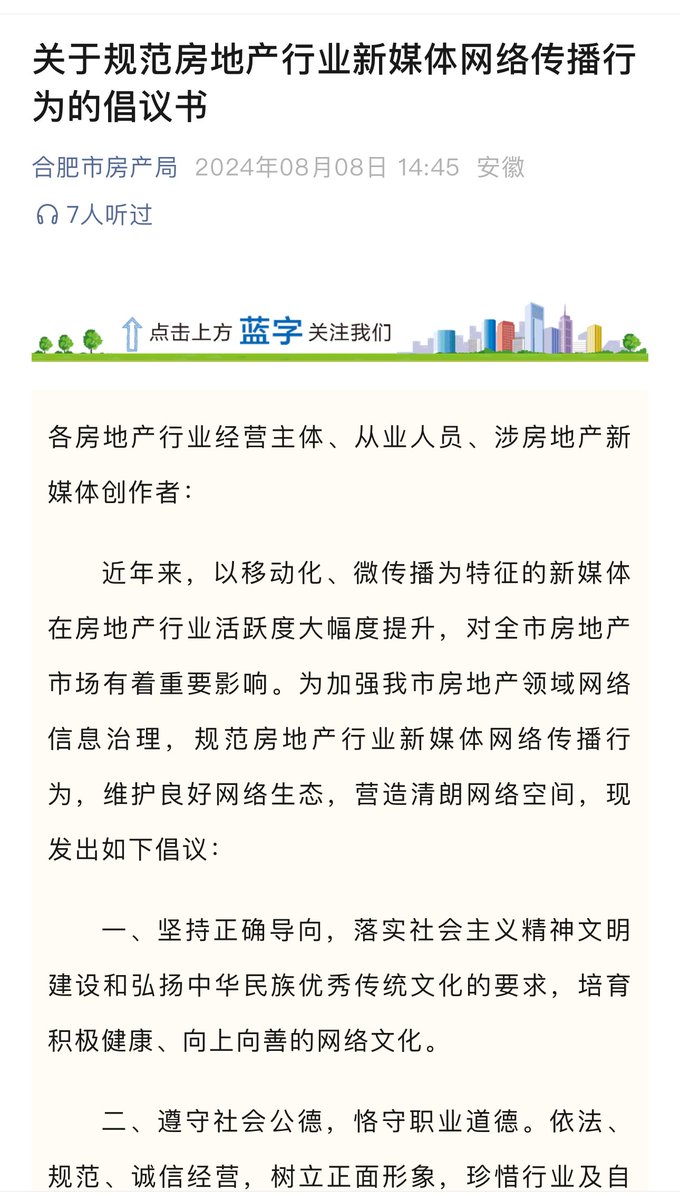 关于规范房地产行业新媒体网络传播行
为的倡议书
合肥市房产局 2024年08月08日 14:45 安徽
7人听过
点击上方 蓝字 关注我们
各房地产行业经营主体、从业人员、涉房地产新
媒体创作者：
近年来，以移动化、微传播为特征的新媒体
在房地产行业活跃度大幅度提升，对全市房地产
市场有着重要影响。为加强我市房地产领域网络
信息治理，规范房地产行业新媒体网络传播行
为，维护良好网络生态，营造清朗网络空间，现
发出如下倡议：
一、坚持正确导向，落实社会主义精神文明
建设和弘扬中华民族优秀传统文化的要求，培育
积极健康、向上向善的网络文化。
二、遵守社会公德，恪守职业道德。依法、
规范、诚信经营，树立正面形象，珍惜行业及自